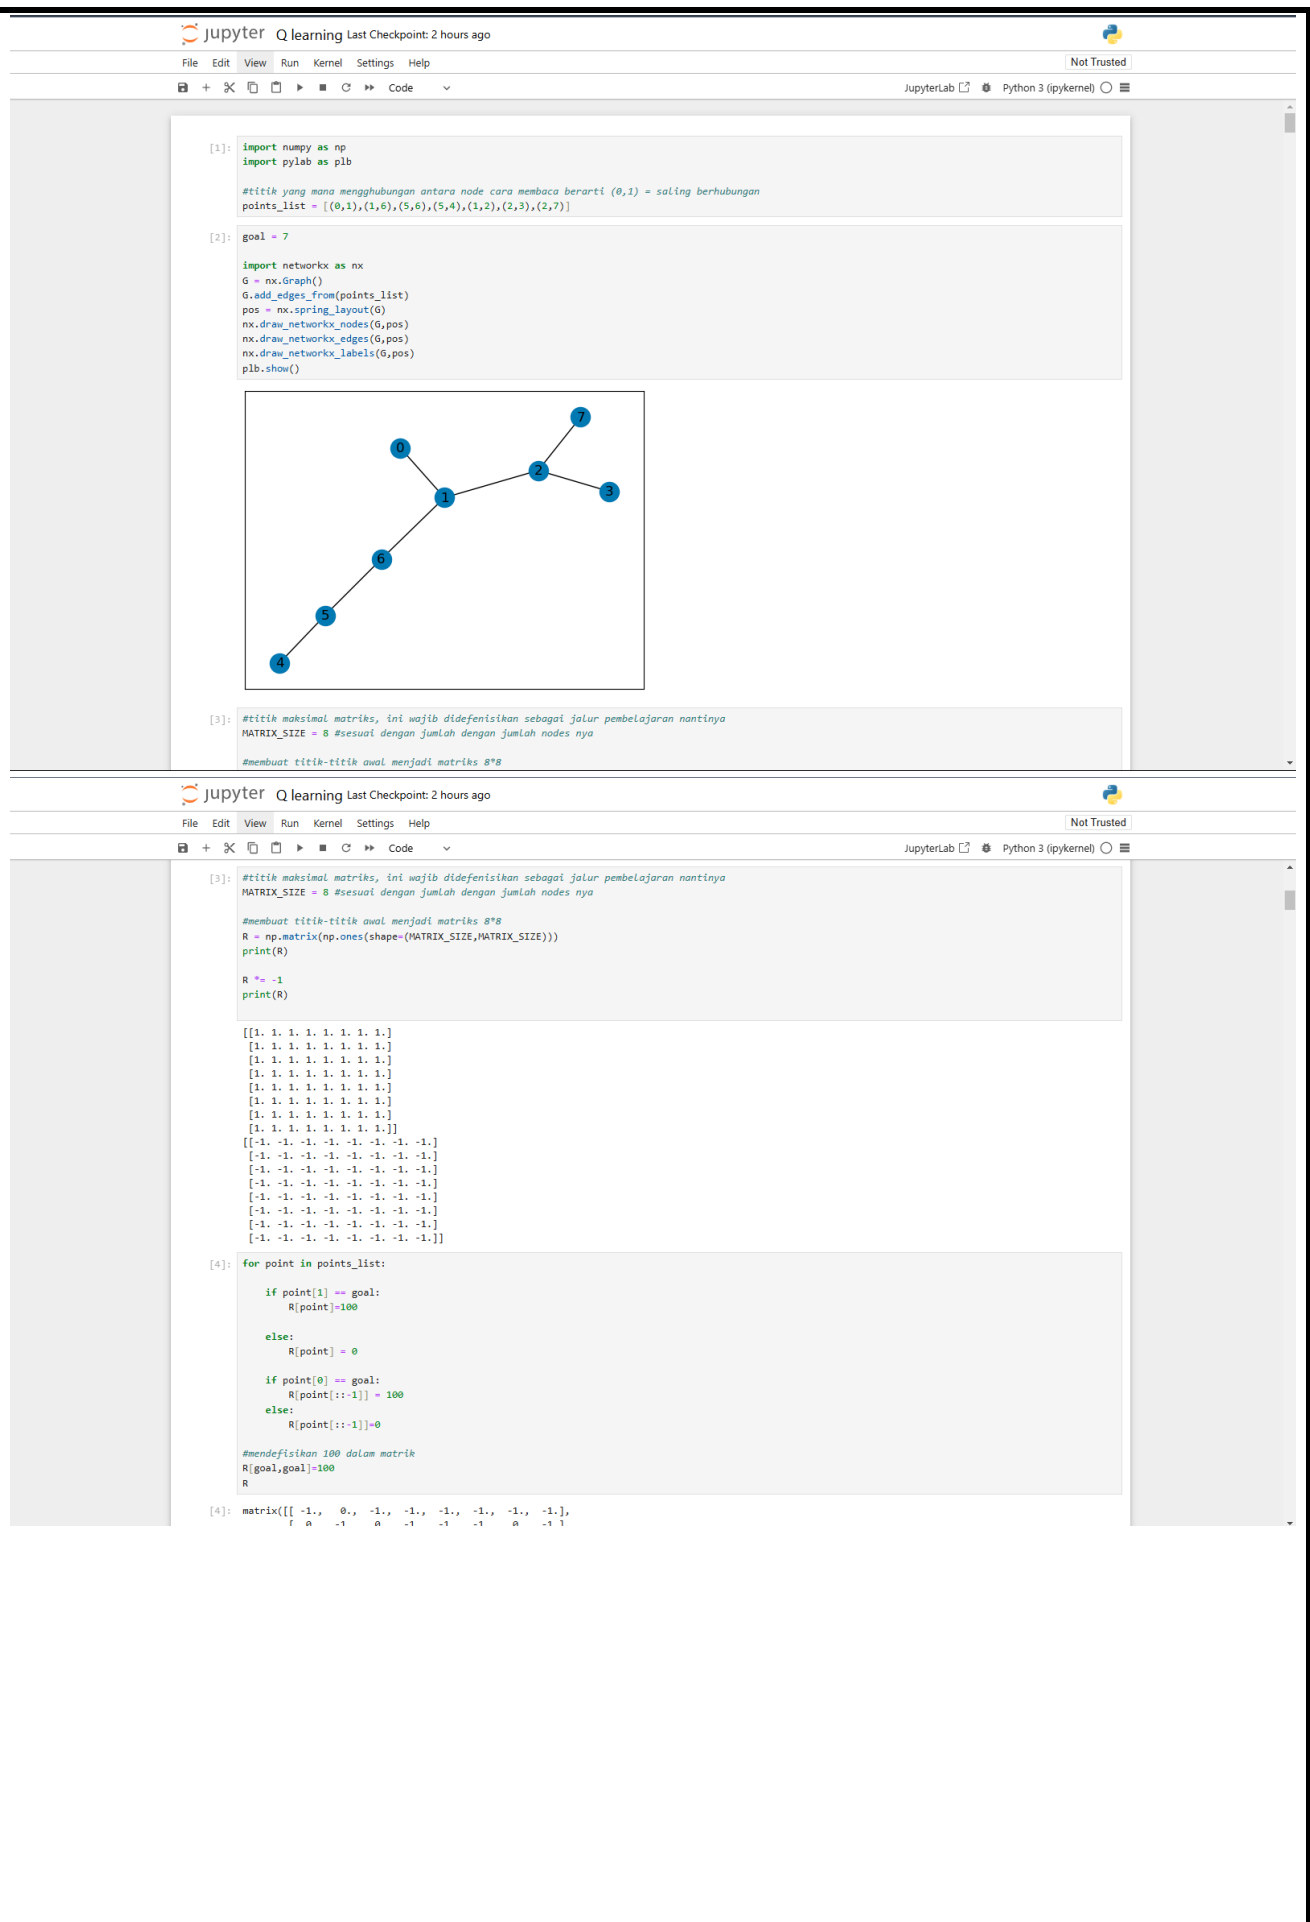 jupyter Q learning Last Checkpoint: 2 hours ago
File Edit View Run Kernel Settings Help Not Trusted
Code JupyterLab Python 3 (ipykernel)
[1]: import numpy as np
import pylab as plb
#titik yang mana mengghubungan antara node cara membaca berarti (0,1) = saling berhubungan
points_list = [(0,1),(1,6),(5,6),(5,4),(1,2),(2,3),(2,7)]
[2]: goal = 7
import networkx as nx
G = nx.Graph()
G.add_edges_from(points_list)
pos = nx.spring_layout(G)
nx.draw_networkx_nodes(G,pos)
nx.draw_networkx_edges(G,pos)
nx.draw_networkx_labels(G,pos)
plb.show()
7
0
2
3
1
6
5
4
[3]: #titik maksimal matriks, ini wajib didefenisikan sebagai jalur pembelajaran nantinya
MATRIX_SIZE = 8 #sesuai dengan jumlah dengan jumlah nodes nya
#membuat titik-titik awal menjadi matriks 8*8
jupyter Q learning Last Checkpoint: 2 hours ago
File Edit View Run Kernel Settings Help Not Trusted
Code JupyterLab Python 3 (ipykernel)
[3]: #titik maksimal matriks, ini wajib didefenisikan sebagai jalur pembelajaran nantinya
MATRIX_SIZE = 8 #sesuai dengan jumlah dengan jumlah nodes nya
#membuat titik-titik awal menjadi matriks 8*8
R = np.matrix(np.ones(shape=(MATRIX_SIZE,MATRIX_SIZE)))
print(R)
R *= -1
print(R)
[[1. 1. 1. 1. 1. 1. 1. 1.]
[1. 1. 1. 1. 1. 1. 1. 1.]
[1. 1. 1. 1. 1. 1. 1. 1.]
[1. 1. 1. 1. 1. 1. 1. 1.]
[1. 1. 1. 1. 1. 1. 1. 1.]
[1. 1. 1. 1. 1. 1. 1. 1.]
[1. 1. 1. 1. 1. 1. 1. 1.]
[1. 1. 1. 1. 1. 1. 1. 1.]]
[[-1. -1. -1. -1. -1. -1. -1. -1.]
[-1. -1. -1. -1. -1. -1. -1. -1.]
[-1. -1. -1. -1. -1. -1. -1. -1.]
[-1. -1. -1. -1. -1. -1. -1. -1.]
[-1. -1. -1. -1. -1. -1. -1. -1.]
[-1. -1. -1. -1. -1. -1. -1. -1.]
[-1. -1. -1. -1. -1. -1. -1. -1.]
[-1. -1. -1. -1. -1. -1. -1. -1.]]
[4]: for point in points_list:
if point[1] == goal:
R[point]=100
else:
R[point] = 0
if point[0] == goal:
R[point[::-1]] = 100
else:
R[point[::-1]]=0
#mendefisikan 100 dalam matrik
R[goal,goal]=100
R
[4]: matrix([[ -1., 0., -1., -1., -1., -1., -1., -1.],